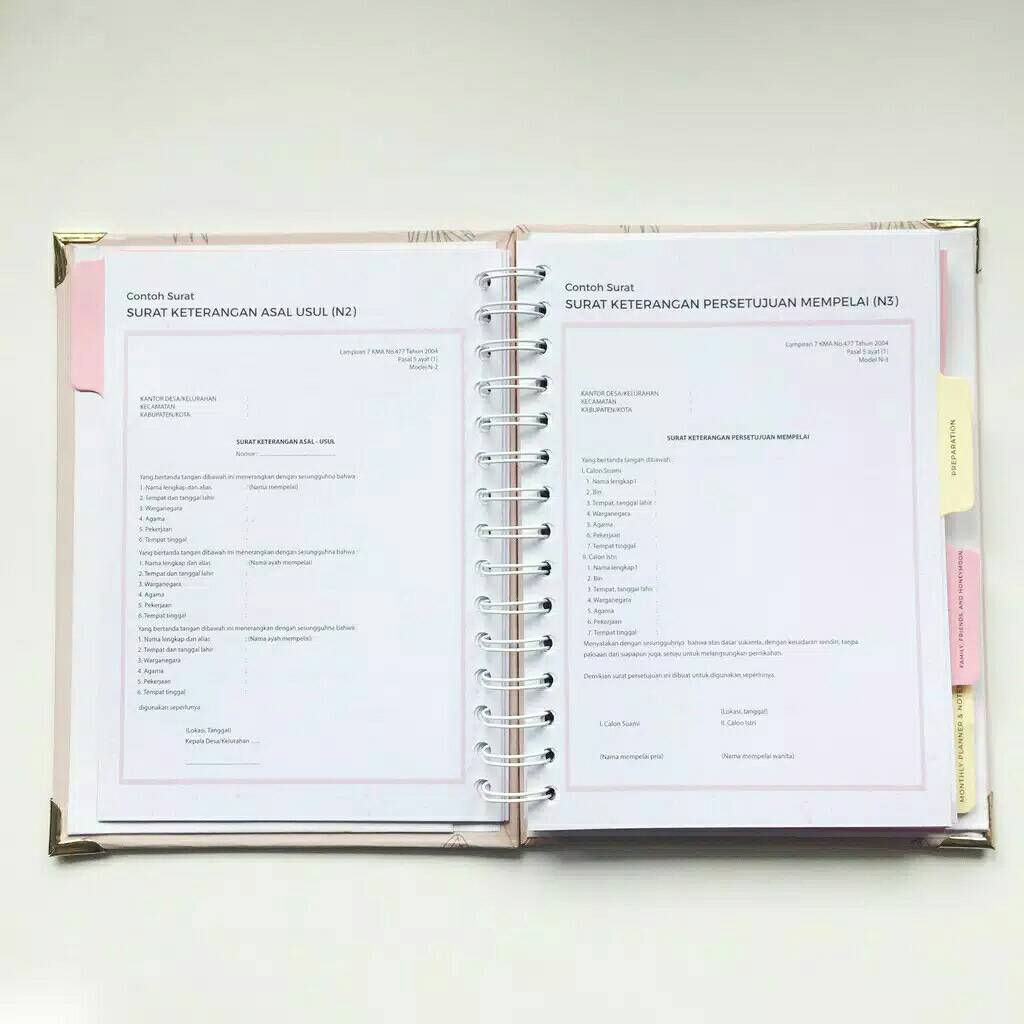 Contoh Surat
SURAT KETERANGAN ASAL USUL (N2)
Lampiran 7 KMA No.477 Tahun 2004
Pasal 5 ayat (1)
Model N-2
KANTOR DESA/KELURAHAN :
KECAMATAN :
KABUPATEN/KOTA :
SURAT KETERANGAN ASAL - USUL
Nomor :
Yang bertanda tangan dibawah ini menerangkan dengan sesungguhnya bahwa :
1. Nama lengkap dan alias : (Nama mempelai)
2. Tempat dan tanggal lahir :
3. Warganegara :
4. Agama :
5. Pekerjaan :
6. Tempat tinggal :
Yang bertanda tangan dibawah ini menerangkan dengan sesungguhna bahwa :
1. Nama lengkap dan alias : (Nama ayah mempelai)
2. Tempat dan tanggal lahir :
3. Warganegara :
4. Agama :
5. Pekerjaan :
6. Tempat tinggal :
Yang bertanda tangan dibawah ini menerangkan dengan sesungguhna bahwa :
1. Nama lengkap dan alias : (Nama ayah mempelai)
2. Tempat dan tanggal lahir :
3. Warganegara :
4. Agama :
5. Pekerjaan :
6. Tempat tinggal :
digunakan seperlunya
(Lokasi, Tanggal)
Kepala Desa/Kelurahan .....
Contoh Surat
SURAT KETERANGAN PERSETUJUAN MEMPELAI (N3)
Lampiran 7 KMA No.477 Tahun 2004
Pasal 5 ayat (1)
Model N-3
KANTOR DESA/KELURAHAN :
KECAMATAN :
KABUPATEN/KOTA :
SURAT KETERANGAN PERSETUJUAN MEMPELAI
Yang bertanda tangan dibawah :
I. Calon Suami
1. Nama lengkap :
2. Bin :
3. Tempat, tanggal lahir :
4. Warganegara :
5. Agama :
6. Pekerjaan :
7. Tempat tinggal :
II. Calon Istri
1. Nama lengkap :
2. Bin :
3. Tempat, tanggal lahir :
4. Warganegara :
5. Agama :
6. Pekerjaan :
7. Tempat tinggal :
Menyatakan dengan sesungguhnya bahwa atas dasar sukarela, dengan kesadaran sendiri, tanpa
paksaan dari siapapun juga, setuju untuk melangsungkan pernikahan.
Demikian surat persetujuan ini dibuat untuk digunakan seperlunya.
(Lokasi, tanggal)
I. Calon Suami II. Calon Istri
(Nama mempelai pria) (Nama mempelai wanita)
PREPARATION
FAMILY, FRIENDS, AND HONEYMOON
MONTHLY PLANNER & NOTES